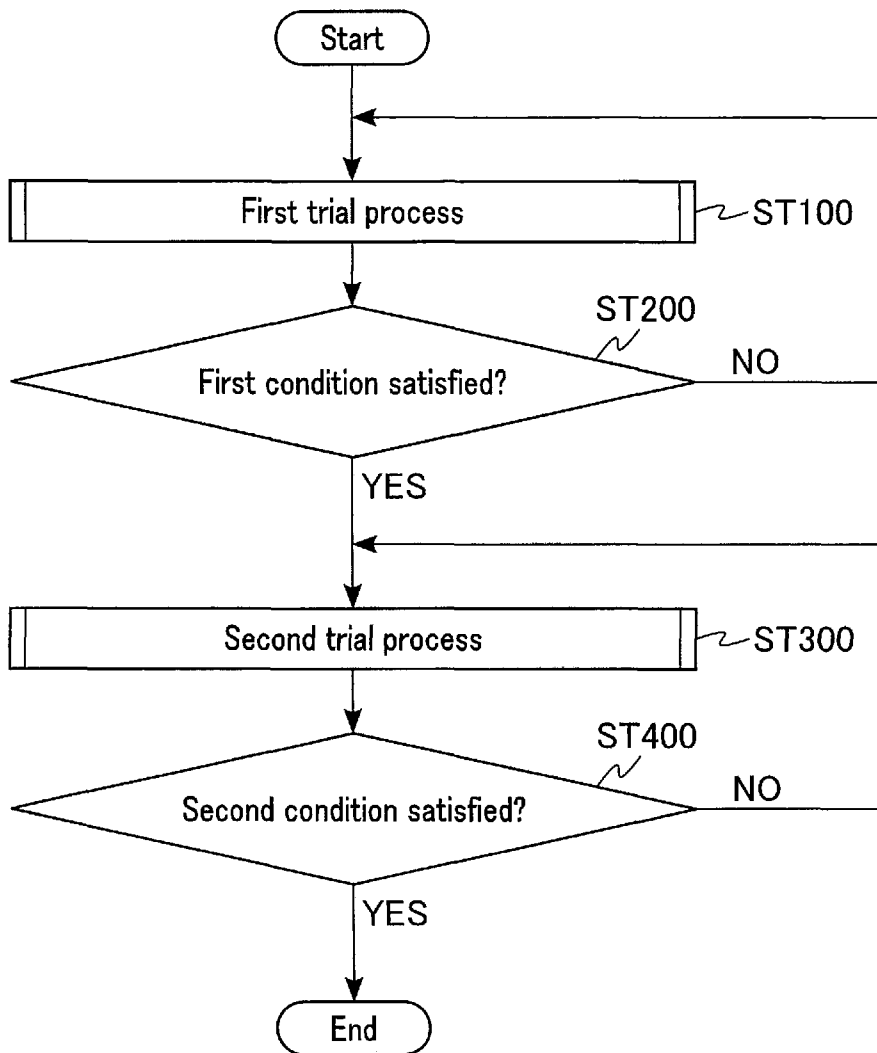 Start
First trial process
ST100
ST200
First condition satisfied?
NO
YES
Second trial process
ST300
ST400
Second condition satisfied?
NO
YES
End